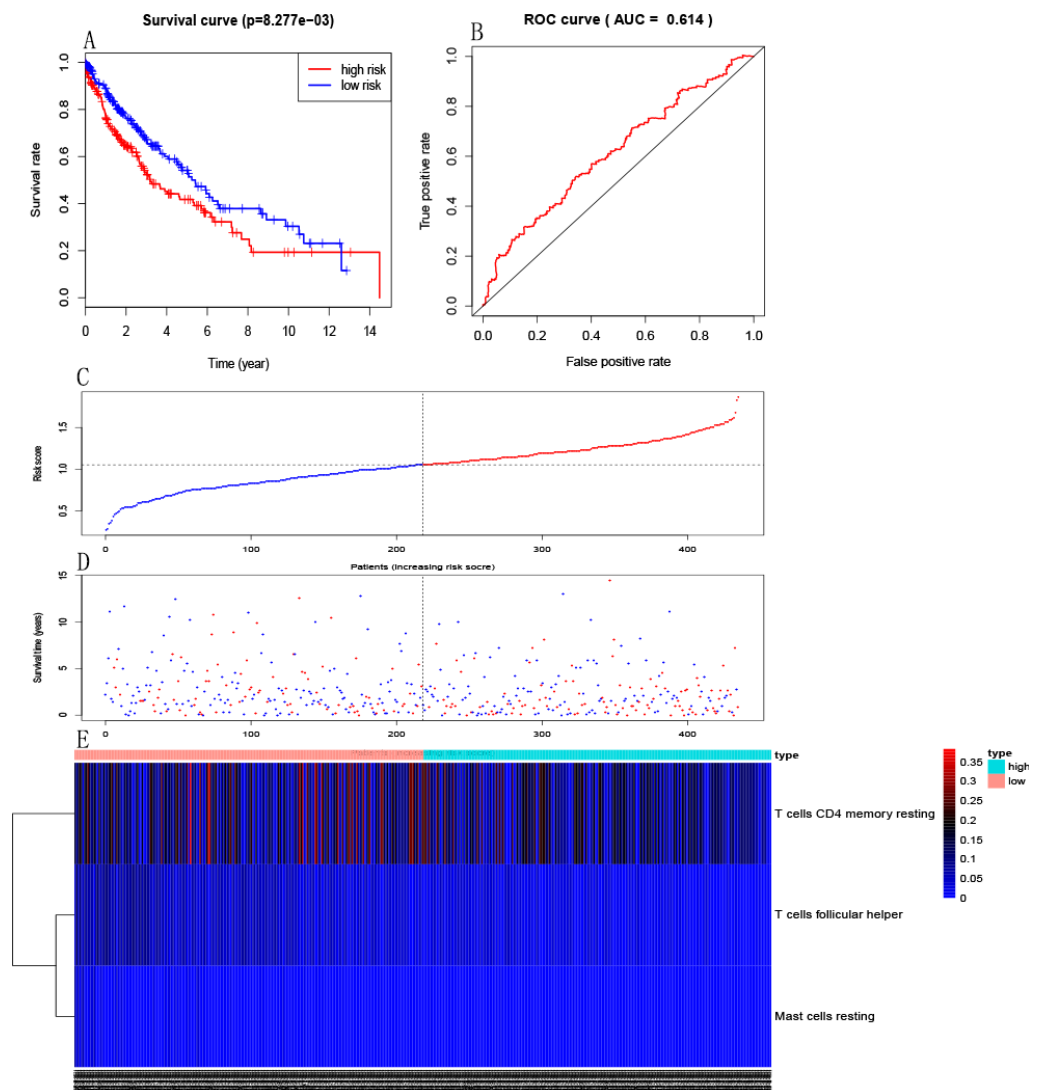 Survival curve (p=8.277e−03)
A
high risk
low risk
Survival rate
0.0
0.2
0.4
0.6
0.8
1.0
0
2
4
6
8
10
12
14
Time (year)
ROC curve ( AUC = 0.614 )
B
True positive rate
0.0
0.2
0.4
0.6
0.8
1.0
0.0
0.2
0.4
0.6
0.8
1.0
False positive rate
C
Risk score
0.5
1.0
15
0
100
200
300
400
Patients (increasing risk socre)
D
Survival time (years)
0
5
10
15
0
100
200
300
400
Patients (increasing risk socre)
E
type
T cells CD4 memory resting
T cells follicular helper
Mast cells resting
0.35
0.3
0.25
0.2
0.15
0.1
0.05
0
type
high
low